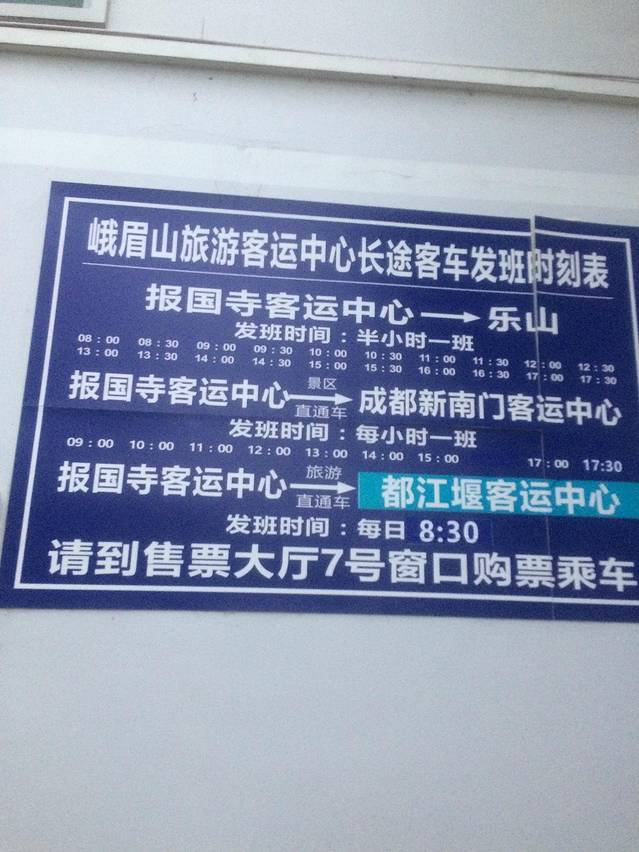 峨眉山旅游客运中心长途客车发班时刻表
报国寺客运中心→乐山
发班时间：半小时一班
08：00 08：30 09：00 09：30 10：00 10：30 11：00 11：30 12：00 12：30
13：00 13：30 14：00 14：30 15：00 15：30 16：00 16：30 17：00 17：30
报国寺客运中心 景区直通车→成都新南门客运中心
发班时间：每小时一班
09：00 10：00 11：00 12：00 13：00 14：00 15：00 17：00 17:30
报国寺客运中心 旅游直通车→都江堰客运中心
发班时间：每日 8:30
请到售票大厅7号窗口购票乘车